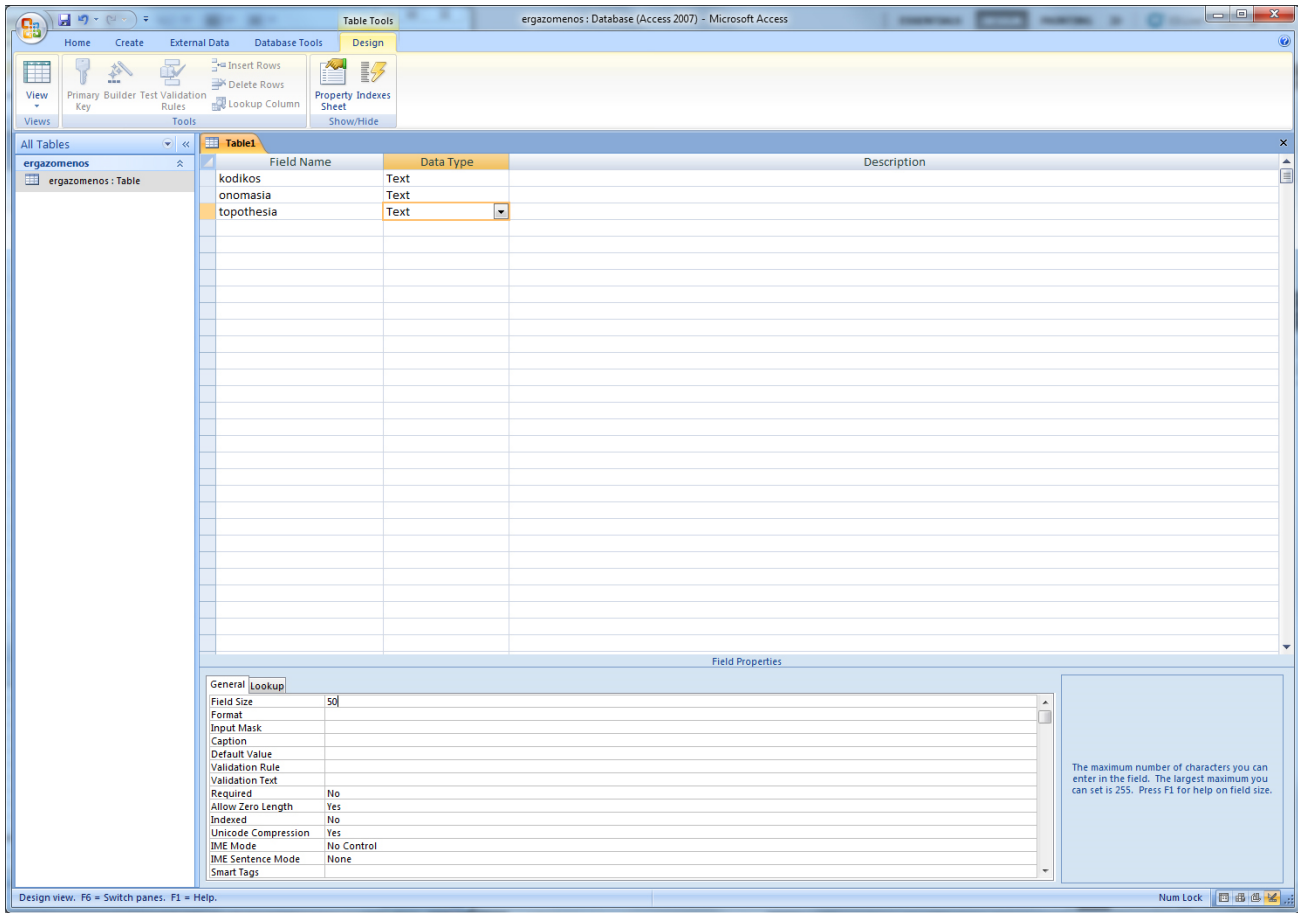 Table Tools
ergazomenos : Database (Access 2007) - Microsoft Access
Home Create External Data Database Tools Design
View
Primary Key
Builder
Test Validation Rules
Insert Rows
Delete Rows
Lookup Column
Property Sheet
Indexes
Views Tools Show/Hide
All Tables
ergazomenos
ergazomenos : Table
Table1
Field Name Data Type Description
kodikos Text
onomasia Text
topothesia Text
Field Properties
General Lookup
Field Size 50
Format
Input Mask
Caption
Default Value
Validation Rule
Validation Text
Required No
Allow Zero Length Yes
Indexed No
Unicode Compression Yes
IME Mode No Control
IME Sentence Mode None
Smart Tags
The maximum number of characters you can
enter in the field. The largest maximum you
can set is 255. Press F1 for help on field size.
Design view. F6 = Switch panes. F1 = Help.
Num Lock